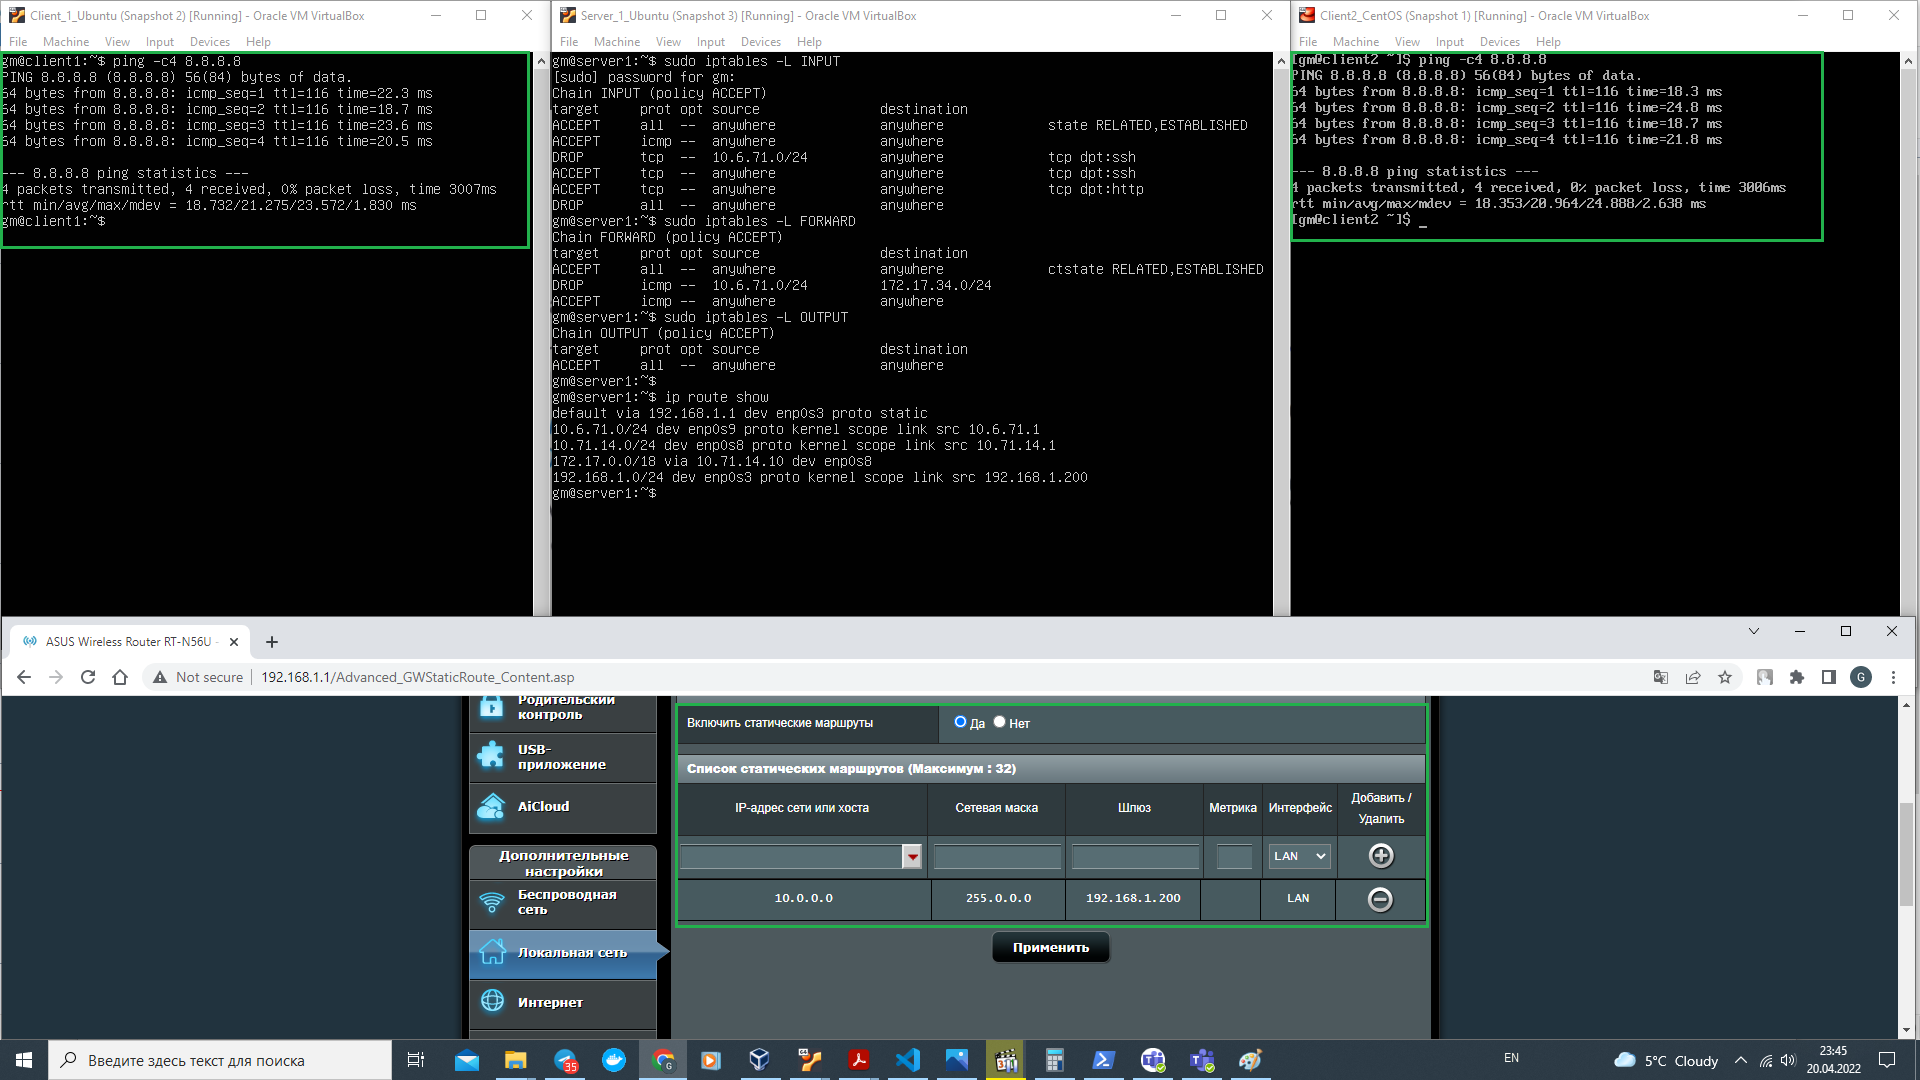 Client_1_Ubuntu (Snapshot 2) [Running] - Oracle VM VirtualBox
File Machine View Input Devices Help
gm@client1:~$ ping -c4 8.8.8.8
PING 8.8.8.8 (8.8.8.8) 56(84) bytes of data.
64 bytes from 8.8.8.8: icmp_seq=1 ttl=116 time=22.3 ms
64 bytes from 8.8.8.8: icmp_seq=2 ttl=116 time=18.7 ms
64 bytes from 8.8.8.8: icmp_seq=3 ttl=116 time=23.6 ms
64 bytes from 8.8.8.8: icmp_seq=4 ttl=116 time=20.5 ms
--- 8.8.8.8 ping statistics ---
4 packets transmitted, 4 received, 0% packet loss, time 3007ms
rtt min/avg/max/mdev = 18.732/21.275/23.572/1.830 ms
gm@client1:~$
Server_1_Ubuntu (Snapshot 3) [Running] - Oracle VM VirtualBox
File Machine View Input Devices Help
gm@server1:~$ sudo iptables -L INPUT
[sudo] password for gm:
Chain INPUT (policy ACCEPT)
target prot opt source destination
ACCEPT all -- anywhere anywhere state RELATED,ESTABLISHED
ACCEPT icmp -- anywhere anywhere
DROP tcp -- 10.6.71.0/24 anywhere tcp dpt:ssh
ACCEPT tcp -- anywhere anywhere tcp dpt:ssh
ACCEPT tcp -- anywhere anywhere tcp dpt:http
DROP all -- anywhere anywhere
gm@server1:~$ sudo iptables -L FORWARD
Chain FORWARD (policy ACCEPT)
target prot opt source destination
ACCEPT all -- anywhere anywhere ctstate RELATED,ESTABLISHED
DROP icmp -- 10.6.71.0/24 172.17.34.0/24
ACCEPT icmp -- anywhere anywhere
gm@server1:~$ sudo iptables -L OUTPUT
Chain OUTPUT (policy ACCEPT)
target prot opt source destination
ACCEPT all -- anywhere anywhere
gm@server1:~$
gm@server1:~$ ip route show
default via 192.168.1.1 dev enp0s3 proto static
10.6.71.0/24 dev enp0s9 proto kernel scope link src 10.6.71.1
10.71.14.0/24 dev enp0s8 proto kernel scope link src 10.71.14.1
172.17.0.0/18 via 10.71.14.10 dev enp0s8
192.168.1.0/24 dev enp0s3 proto kernel scope link src 192.168.1.200
gm@server1:~$
Client2_CentOS (Snapshot 1) [Running] - Oracle VM VirtualBox
File Machine View Input Devices Help
[gm@client2 ~]$ ping -c4 8.8.8.8
PING 8.8.8.8 (8.8.8.8) 56(84) bytes of data.
64 bytes from 8.8.8.8: icmp_seq=1 ttl=116 time=18.3 ms
64 bytes from 8.8.8.8: icmp_seq=2 ttl=116 time=24.8 ms
64 bytes from 8.8.8.8: icmp_seq=3 ttl=116 time=18.7 ms
64 bytes from 8.8.8.8: icmp_seq=4 ttl=116 time=21.8 ms
--- 8.8.8.8 ping statistics ---
4 packets transmitted, 4 received, 0% packet loss, time 3006ms
rtt min/avg/max/mdev = 18.353/20.964/24.888/2.638 ms
[gm@client2 ~]$ _
ASUS Wireless Router RT-N56U -
Not secure 192.168.1.1/Advanced_GWStaticRoute_Content.asp
G
Родительский
контроль
USB-
приложение
AiCloud
Дополнительные
настройки
Беспроводная
сеть
Локальная сеть
Интернет
Включить статические маршруты Да Нет
Список статических маршрутов (Максимум : 32)
IP-адрес сети или хоста Сетевая маска Шлюз Метрика Интерфейс Добавить /
Удалить
LAN
10.0.0.0 255.0.0.0 192.168.1.200 LAN
Применить
Введите здесь текст для поиска
35
G
EN
5°C Cloudy
23:45
20.04.2022